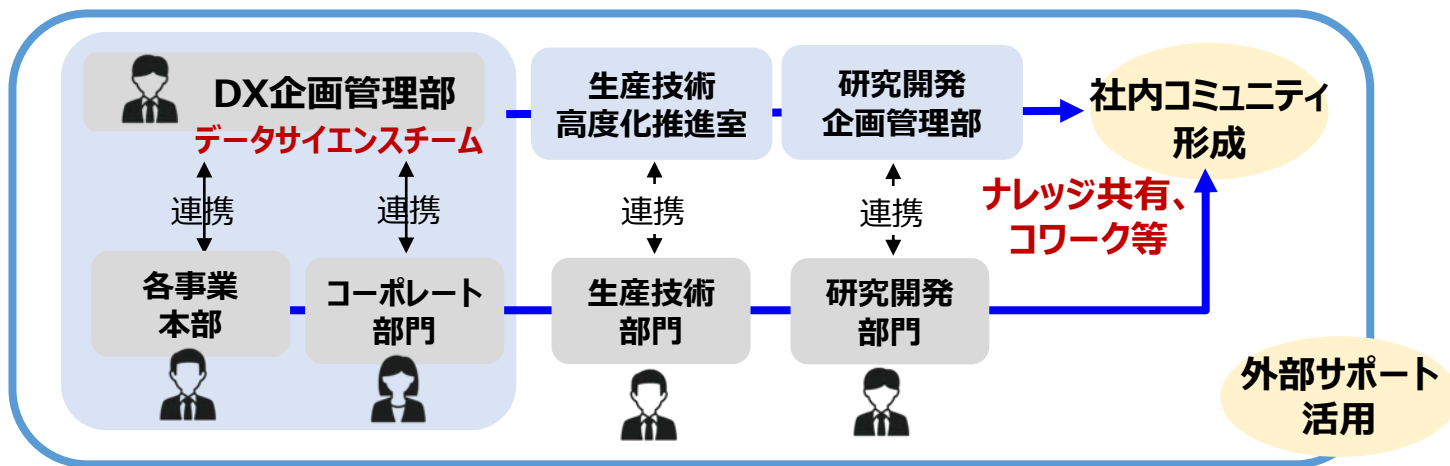 DX企画管理部
データサイエンスチーム
生産技術
高度化推進室
研究開発
企画管理部
社内コミュニティ
形成
連携
連携
連携
連携
ナレッジ共有、
コワーク等
各事業
本部
コーポレート
部門
生産技術
部門
研究開発
部門
外部サポート
活用